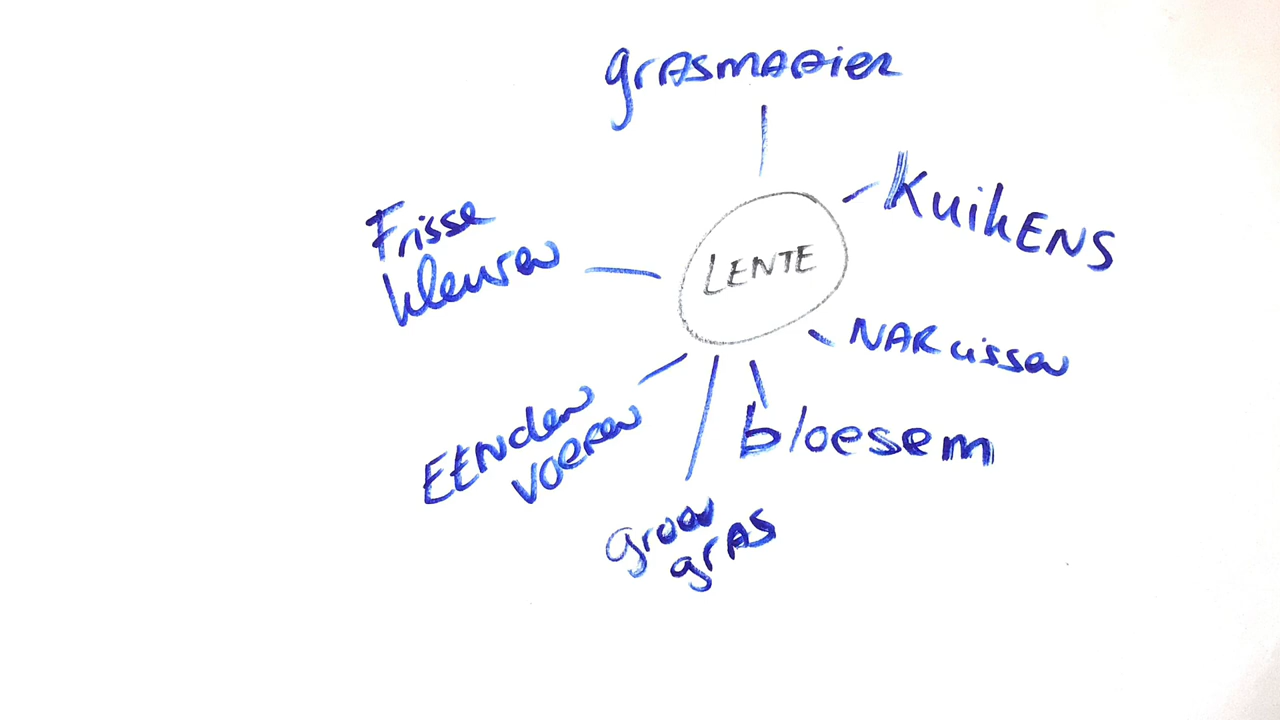 grasmaaier
Kuikens
Frisse
kleuren
LENTE
Narcissen
bloesem
Eenden
voeren
groen
gras